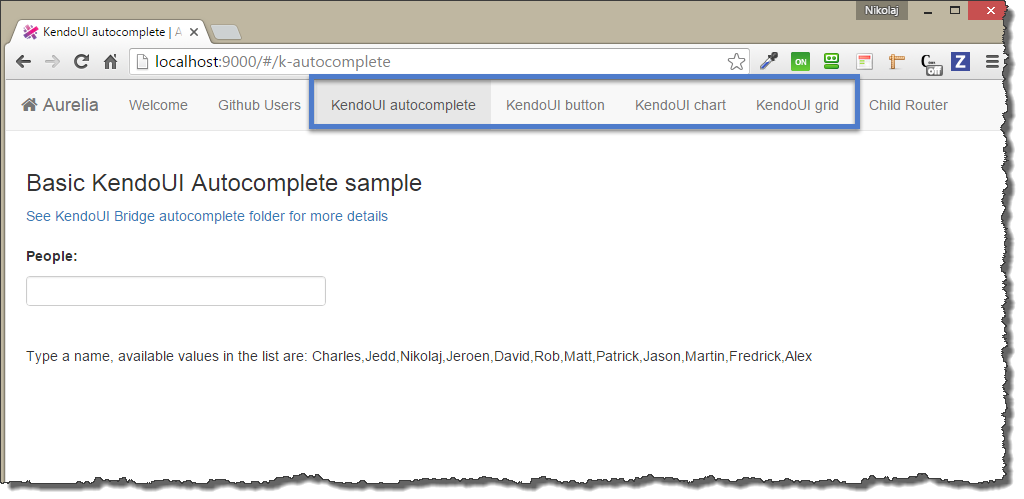 Nikolaj
KendoUI autocomplete | A
localhost:9000/#/k-autocomplete
ON
C
off
Z
Aurelia Welcome Github Users KendoUI autocomplete KendoUI button KendoUI chart KendoUI grid Child Router
Basic KendoUI Autocomplete sample
See KendoUI Bridge autocomplete folder for more details
People:
Type a name, available values in the list are: Charles,Jedd,Nikolaj,Jeroen,David,Rob,Matt,Patrick,Jason,Martin,Fredrick,Alex